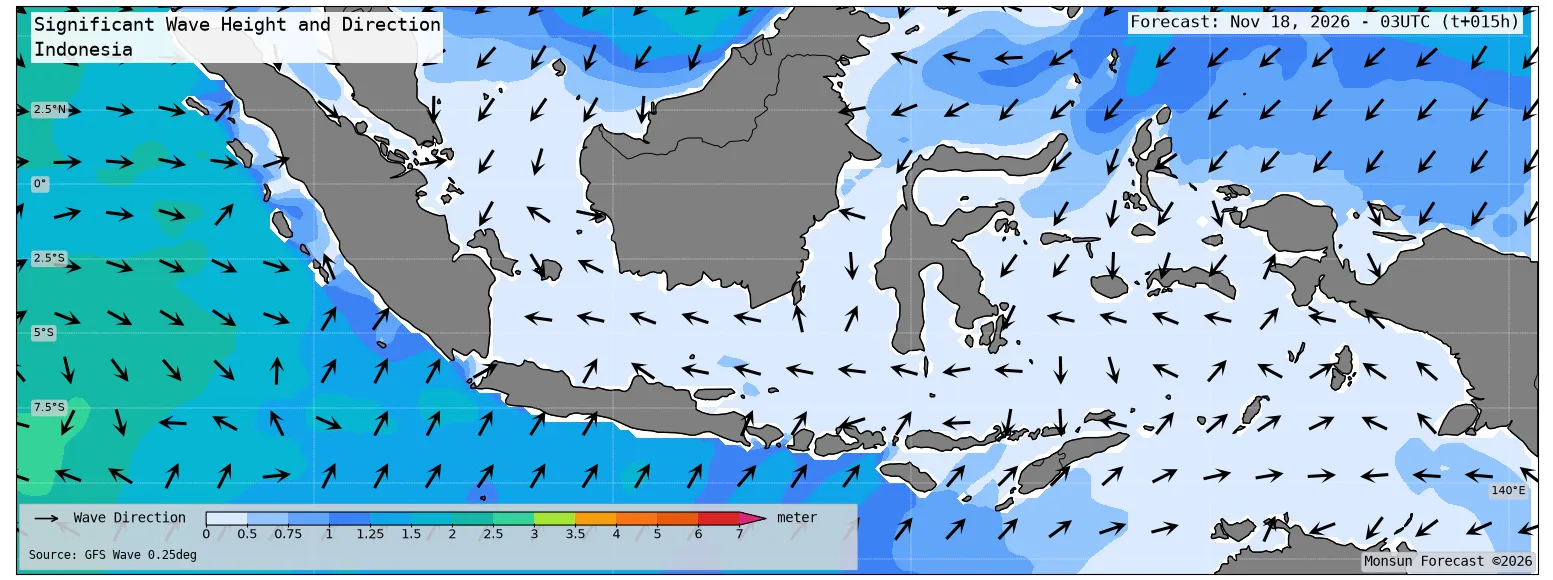 Significant Wave Height and Direction
Indonesia
Forecast: Nov 18, 2026 - 03UTC (t+015h)
2.5°N
0°
2.5°S
5°S
7.5°S
140°E
Wave Direction
0 0.5 0.75 1 1.25 1.5 2 2.5 3 3.5 4 5 6 7
meter
Source: GFS Wave 0.25deg
Monsun Forecast ©2026